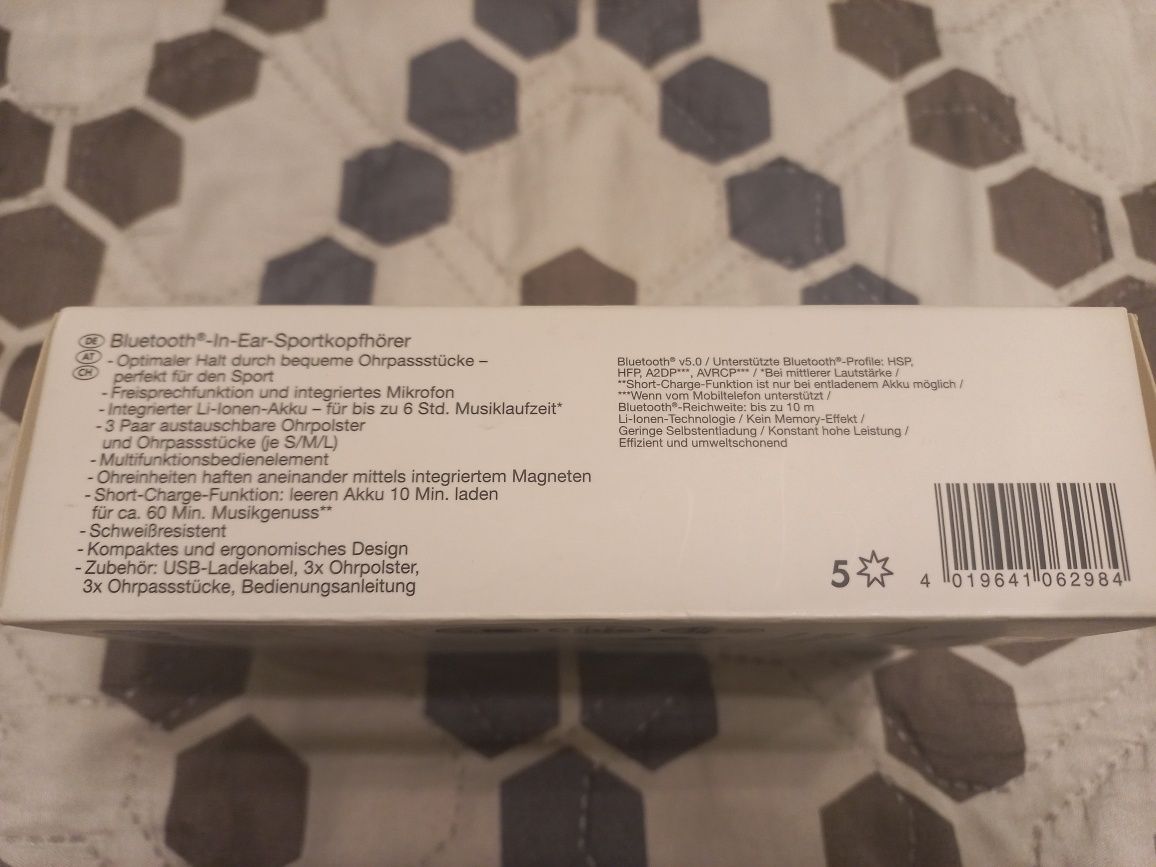 DE Bluetooth®-In-Ear-Sportkopfhörer
AT - Optimaler Halt durch bequeme Ohrpassstücke –
CH perfekt für den Sport
- Freisprechfunktion und integriertes Mikrofon
- Integrierter Li-Ionen-Akku – für bis zu 6 Std. Musiklaufzeit*
- 3 Paar austauschbare Ohrpolster
und Ohrpassstücke (je S/M/L)
- Multifunktionsbedienelement
- Ohreinheiten haften aneinander mittels integriertem Magneten
- Short-Charge-Funktion: leeren Akku 10 Min. laden
für ca. 60 Min. Musikgenuss**
- Schweißresistent
- Kompaktes und ergonomisches Design
- Zubehör: USB-Ladekabel, 3x Ohrpolster,
3x Ohrpassstücke, Bedienungsanleitung
Bluetooth® v5.0 / Unterstützte Bluetooth®-Profile: HSP,
HFP, A2DP***, AVRCP*** / *Bei mittlerer Lautstärke /
**Short-Charge-Funktion ist nur bei entladenem Akku möglich /
***Wenn vom Mobiltelefon unterstützt /
Bluetooth®-Reichweite: bis zu 10 m
Li-Ionen-Technologie / Kein Memory-Effekt /
Geringe Selbstentladung / Konstant hohe Leistung /
Effizient und umweltschonend
5
4 019641 062984